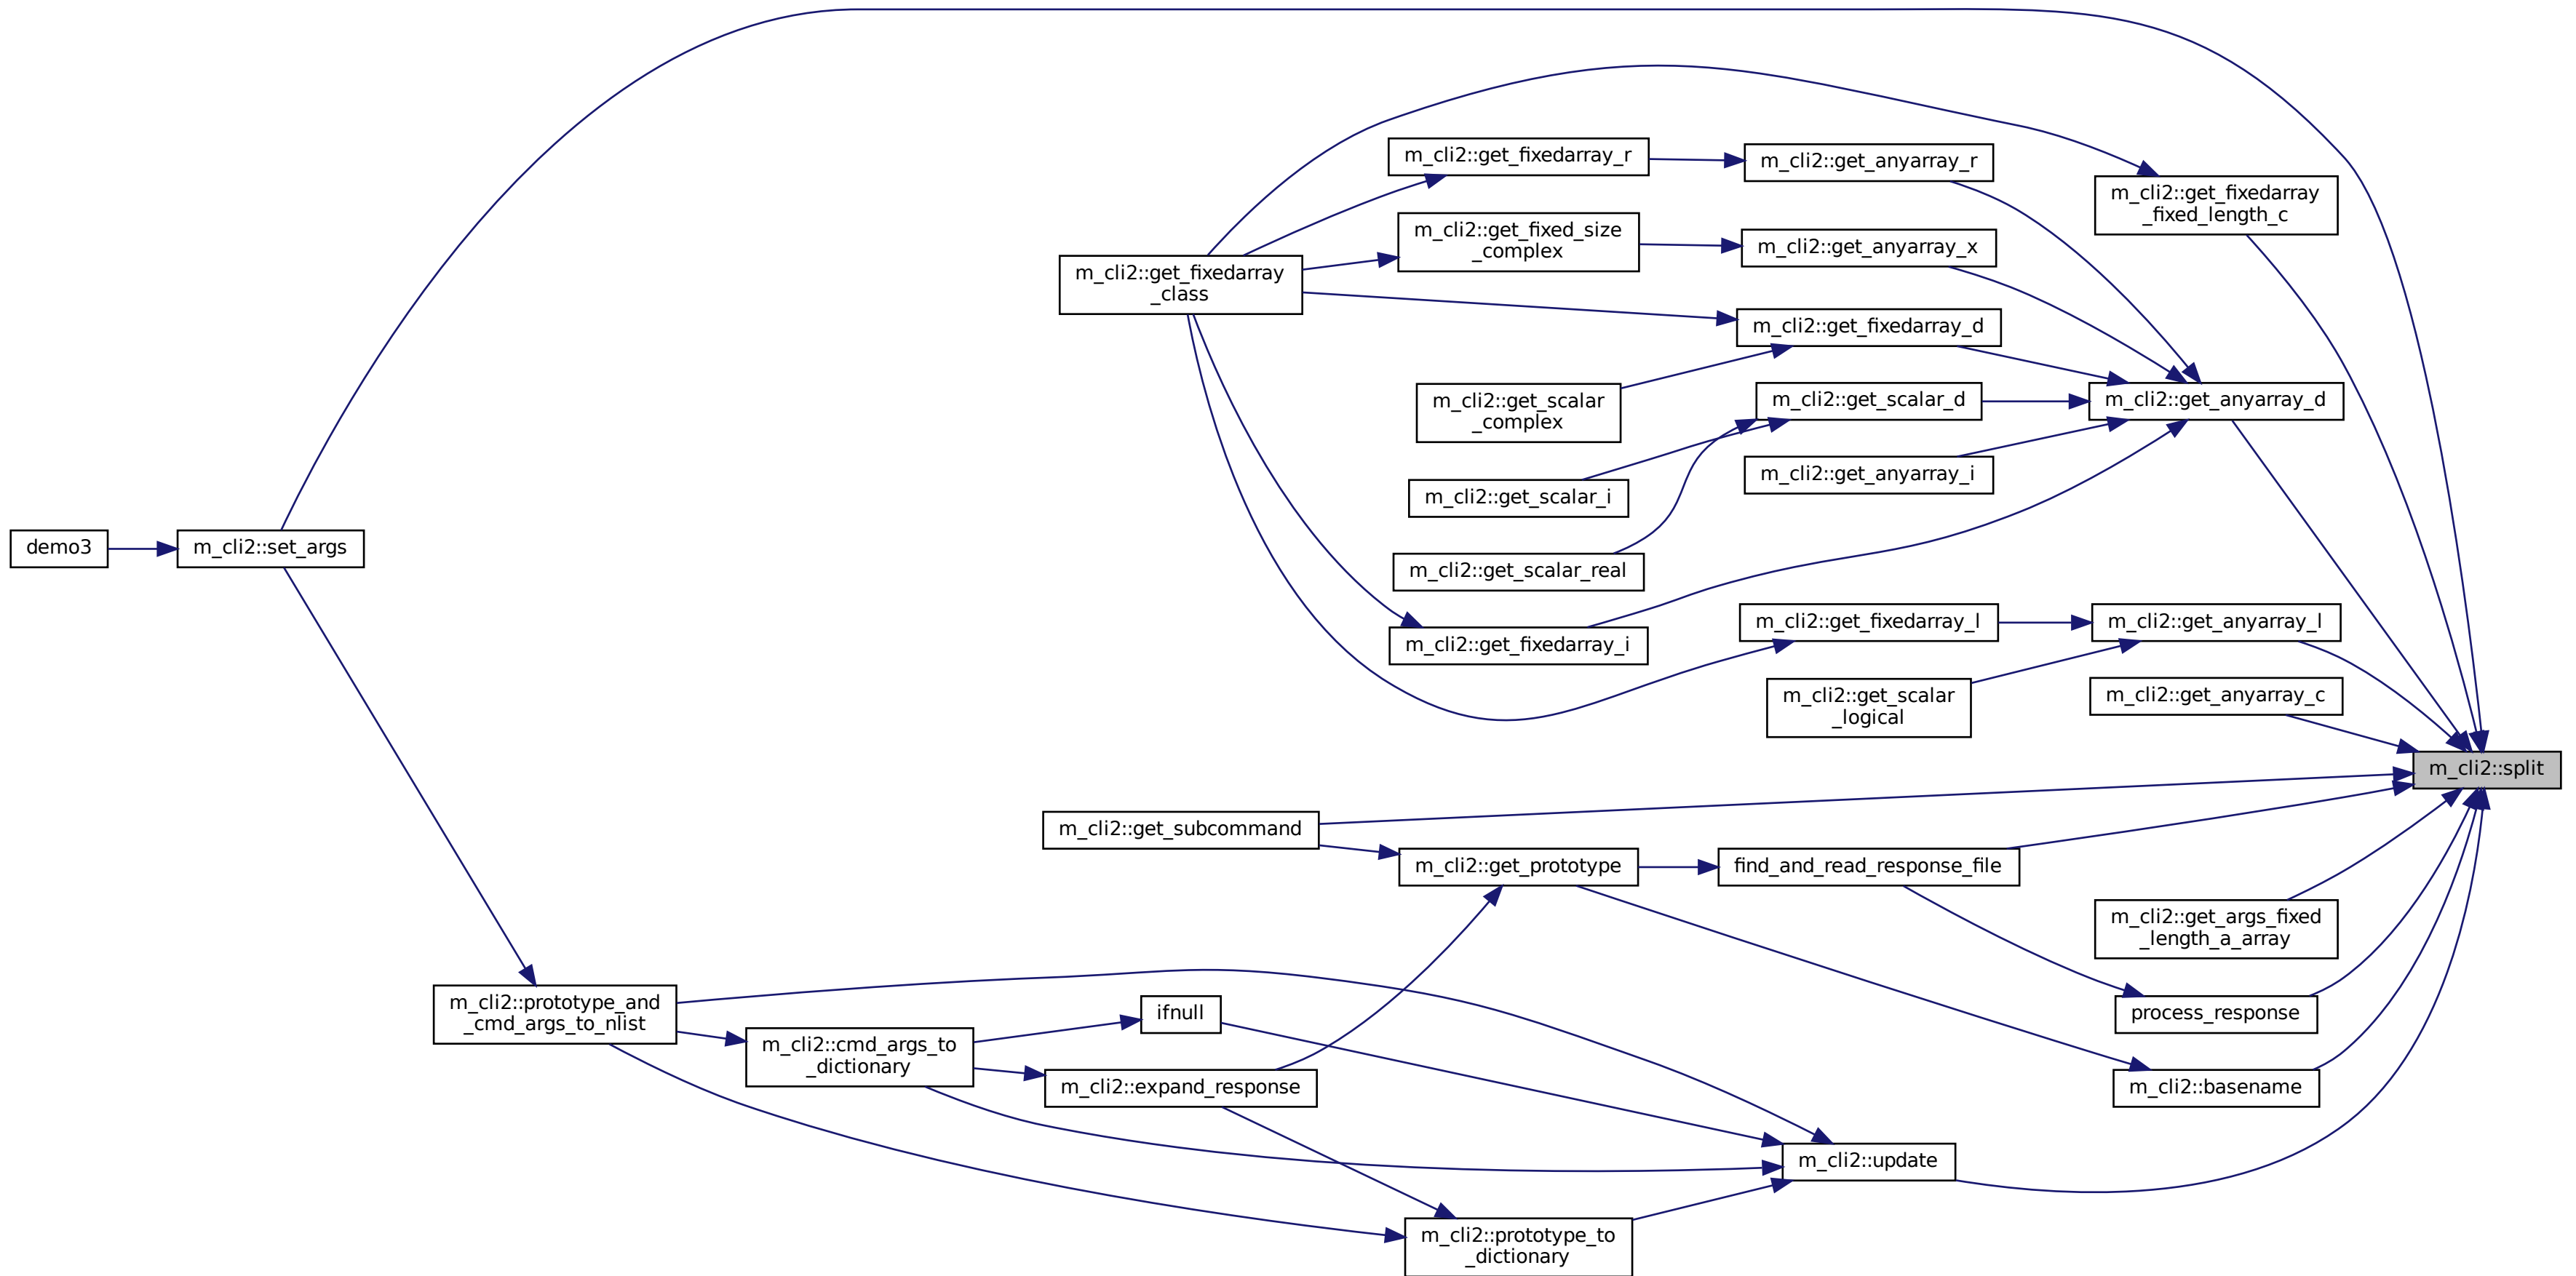 m_cli2::get_fixedarray_r
m_cli2::get_anyarray_r
m_cli2::get_fixedarray
_fixed_length_c
m_cli2::get_fixed_size
_complex
m_cli2::get_anyarray_x
m_cli2::get_fixedarray
_class
m_cli2::get_fixedarray_d
m_cli2::get_scalar
_complex
m_cli2::get_scalar_d
m_cli2::get_anyarray_d
m_cli2::get_anyarray_i
m_cli2::get_scalar_i
demo3
m_cli2::set_args
m_cli2::get_scalar_real
m_cli2::get_fixedarray_l
m_cli2::get_anyarray_l
m_cli2::get_fixedarray_i
m_cli2::get_scalar
_logical
m_cli2::get_anyarray_c
m_cli2::split
m_cli2::get_subcommand
m_cli2::get_prototype
find_and_read_response_file
m_cli2::get_args_fixed
_length_a_array
m_cli2::prototype_and
_cmd_args_to_nlist
ifnull
process_response
m_cli2::cmd_args_to
_dictionary
m_cli2::expand_response
m_cli2::basename
m_cli2::update
m_cli2::prototype_to
_dictionary